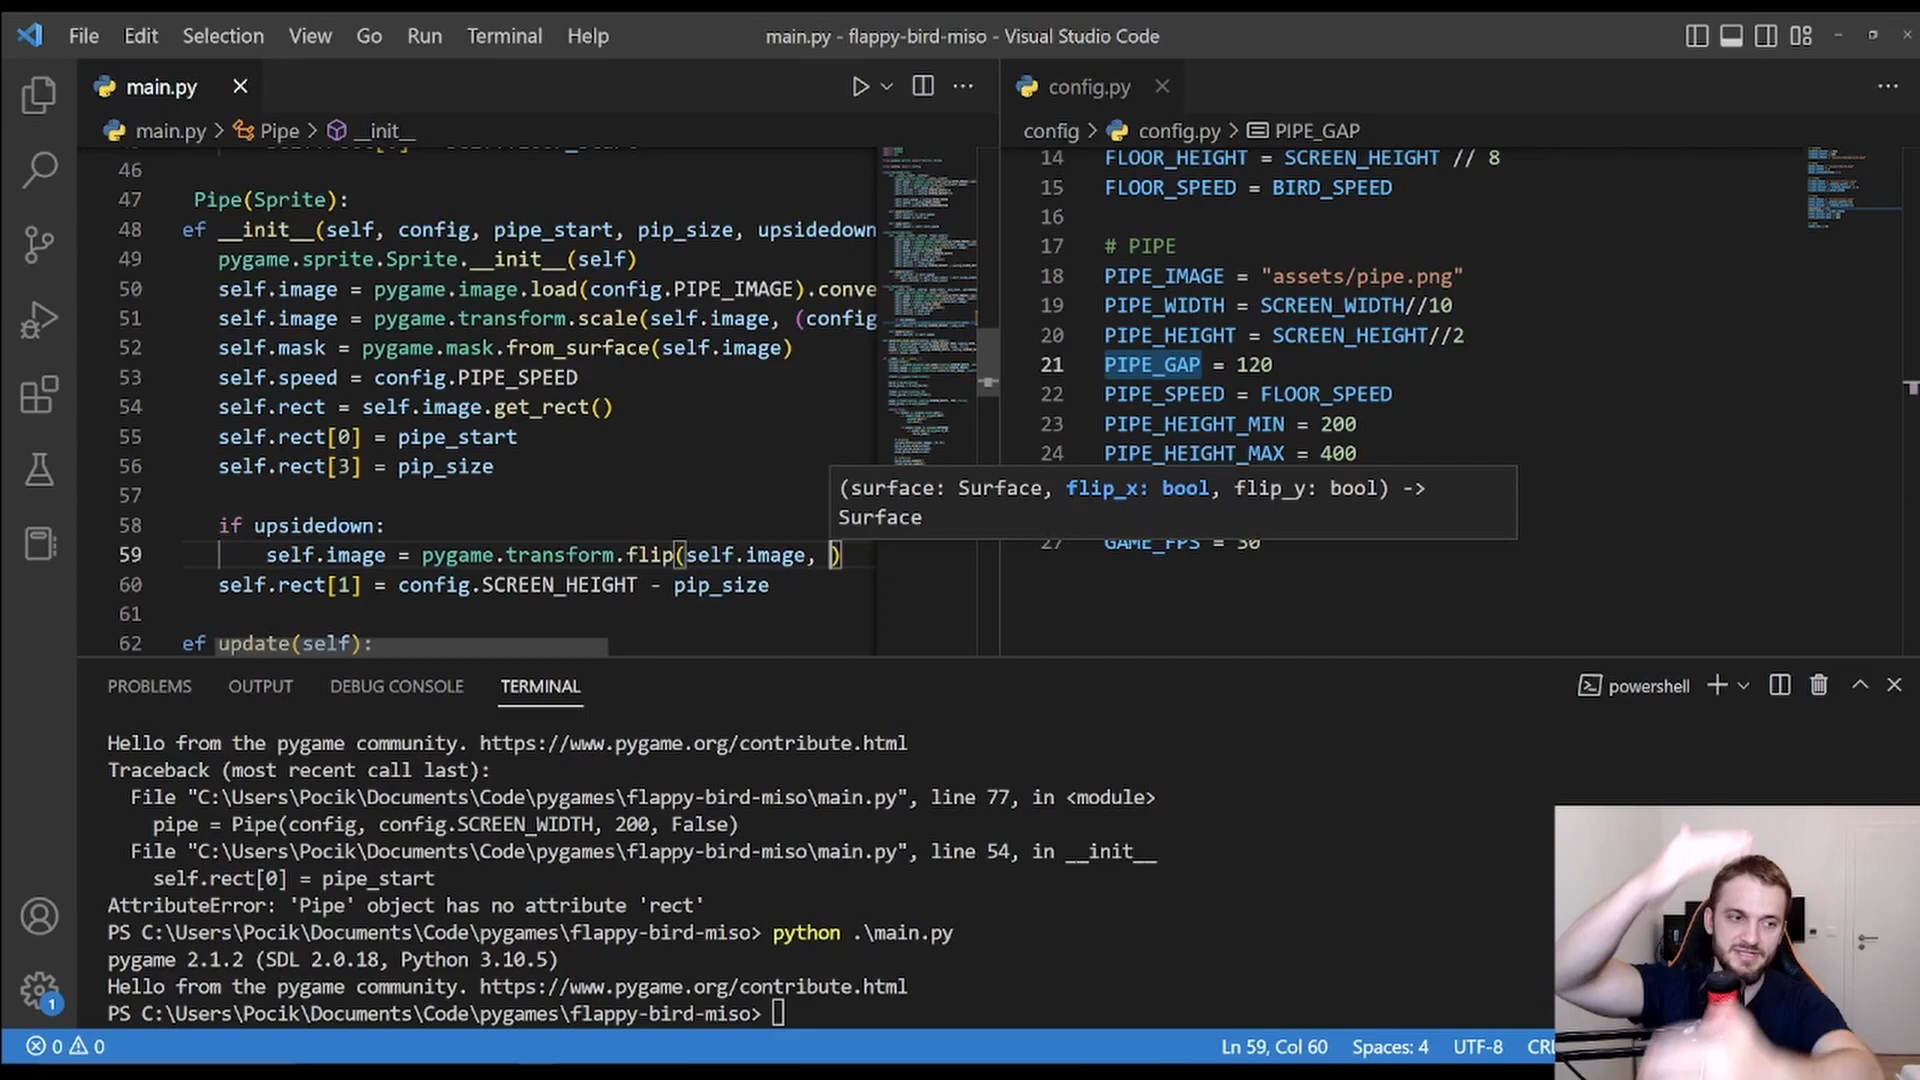 File Edit Selection View Go Run Terminal Help
main.py - flappy-bird-miso - Visual Studio Code
main.py
main.py > Pipe > __init__
46
47 Pipe(Sprite):
48 ef __init__(self, config, pipe_start, pip_size, upsidedown
49 pygame.sprite.Sprite.__init__(self)
50 self.image = pygame.image.load(config.PIPE_IMAGE).conve
51 self.image = pygame.transform.scale(self.image, (config
52 self.mask = pygame.mask.from_surface(self.image)
53 self.speed = config.PIPE_SPEED
54 self.rect = self.image.get_rect()
55 self.rect[0] = pipe_start
56 self.rect[3] = pip_size
57
58 if upsidedown:
59 self.image = pygame.transform.flip(self.image, )
60 self.rect[1] = config.SCREEN_HEIGHT - pip_size
61
62 ef update(self):
config.py
config > config.py > PIPE_GAP
14 FLOOR_HEIGHT = SCREEN_HEIGHT // 8
15 FLOOR_SPEED = BIRD_SPEED
16
17 # PIPE
18 PIPE_IMAGE = "assets/pipe.png"
19 PIPE_WIDTH = SCREEN_WIDTH//10
20 PIPE_HEIGHT = SCREEN_HEIGHT//2
21 PIPE_GAP = 120
22 PIPE_SPEED = FLOOR_SPEED
23 PIPE_HEIGHT_MIN = 200
24 PIPE_HEIGHT_MAX = 400
(surface: Surface, flip_x: bool, flip_y: bool) ->
Surface
27 GAME_FPS = 30
PROBLEMS OUTPUT DEBUG CONSOLE TERMINAL
powershell
Hello from the pygame community. https://www.pygame.org/contribute.html
Traceback (most recent call last):
File "C:\Users\Pocik\Documents\Code\pygames\flappy-bird-miso\main.py", line 77, in <module>
pipe = Pipe(config, config.SCREEN_WIDTH, 200, False)
File "C:\Users\Pocik\Documents\Code\pygames\flappy-bird-miso\main.py", line 54, in __init__
self.rect[0] = pipe_start
AttributeError: 'Pipe' object has no attribute 'rect'
PS C:\Users\Pocik\Documents\Code\pygames\flappy-bird-miso> python .\main.py
pygame 2.1.2 (SDL 2.0.18, Python 3.10.5)
Hello from the pygame community. https://www.pygame.org/contribute.html
PS C:\Users\Pocik\Documents\Code\pygames\flappy-bird-miso>
1
0 0 Ln 59, Col 60 Spaces: 4 UTF-8 CRL